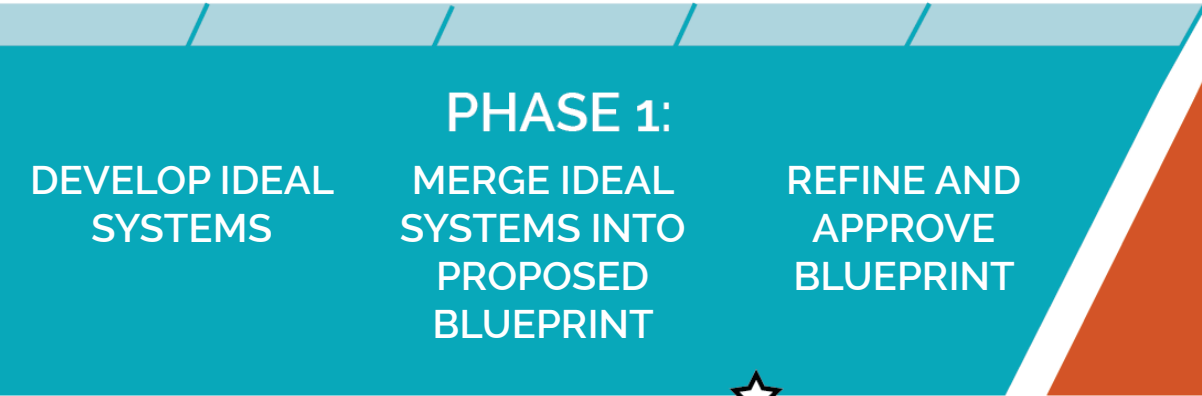 PHASE 1:
DEVELOP IDEAL
SYSTEMS
MERGE IDEAL
SYSTEMS INTO
PROPOSED
BLUEPRINT
REFINE AND
APPROVE
BLUEPRINT